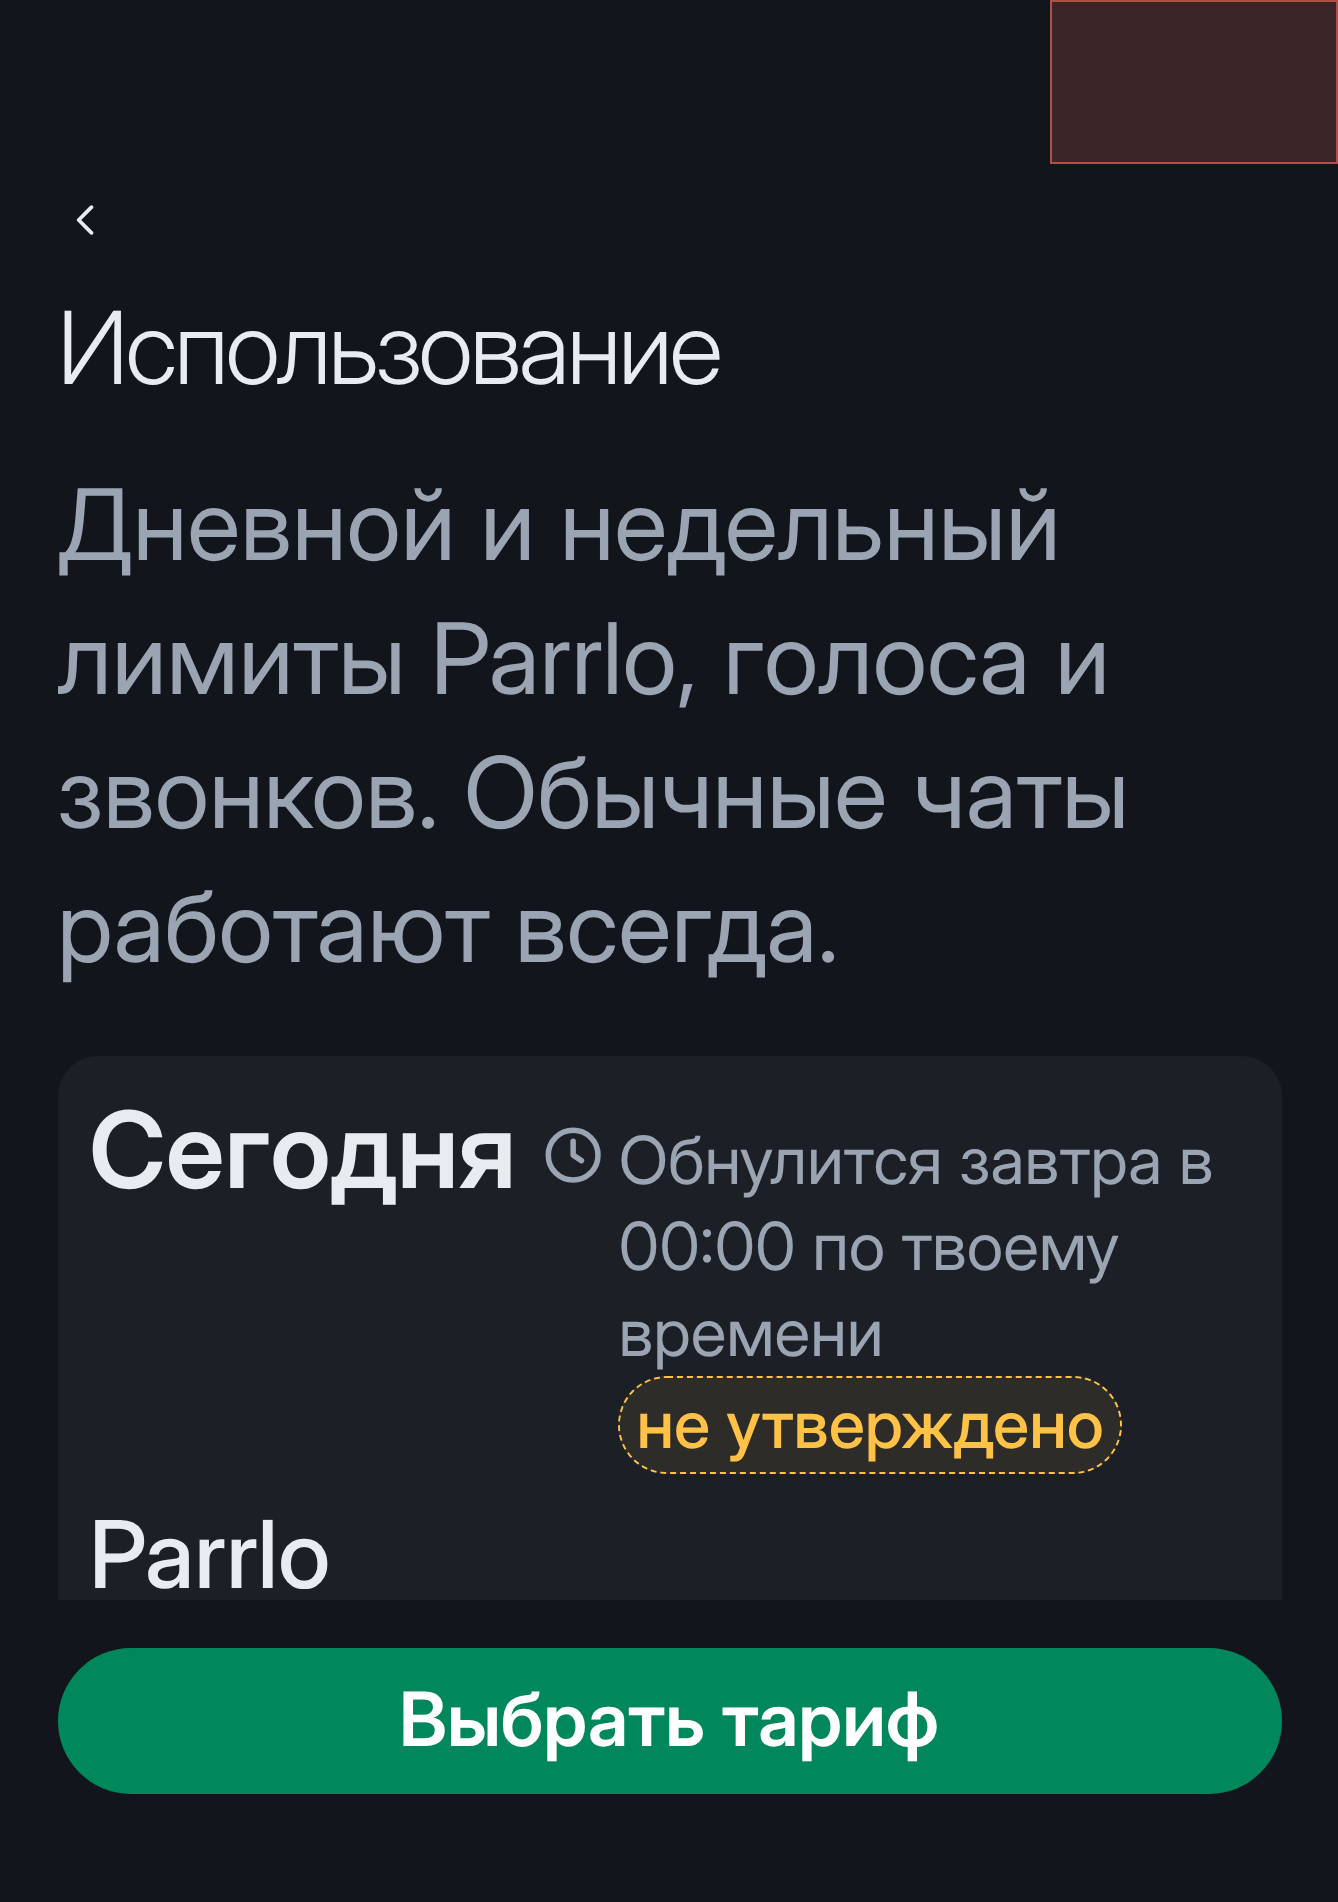 Использование
Дневной и недельный
лимиты Parrlo, голоса и
звонков. Обычные чаты
работают всегда.
Сегодня
Обнулится завтра в
00:00 по твоему
времени
не утверждено
Parrlo
Выбрать тариф